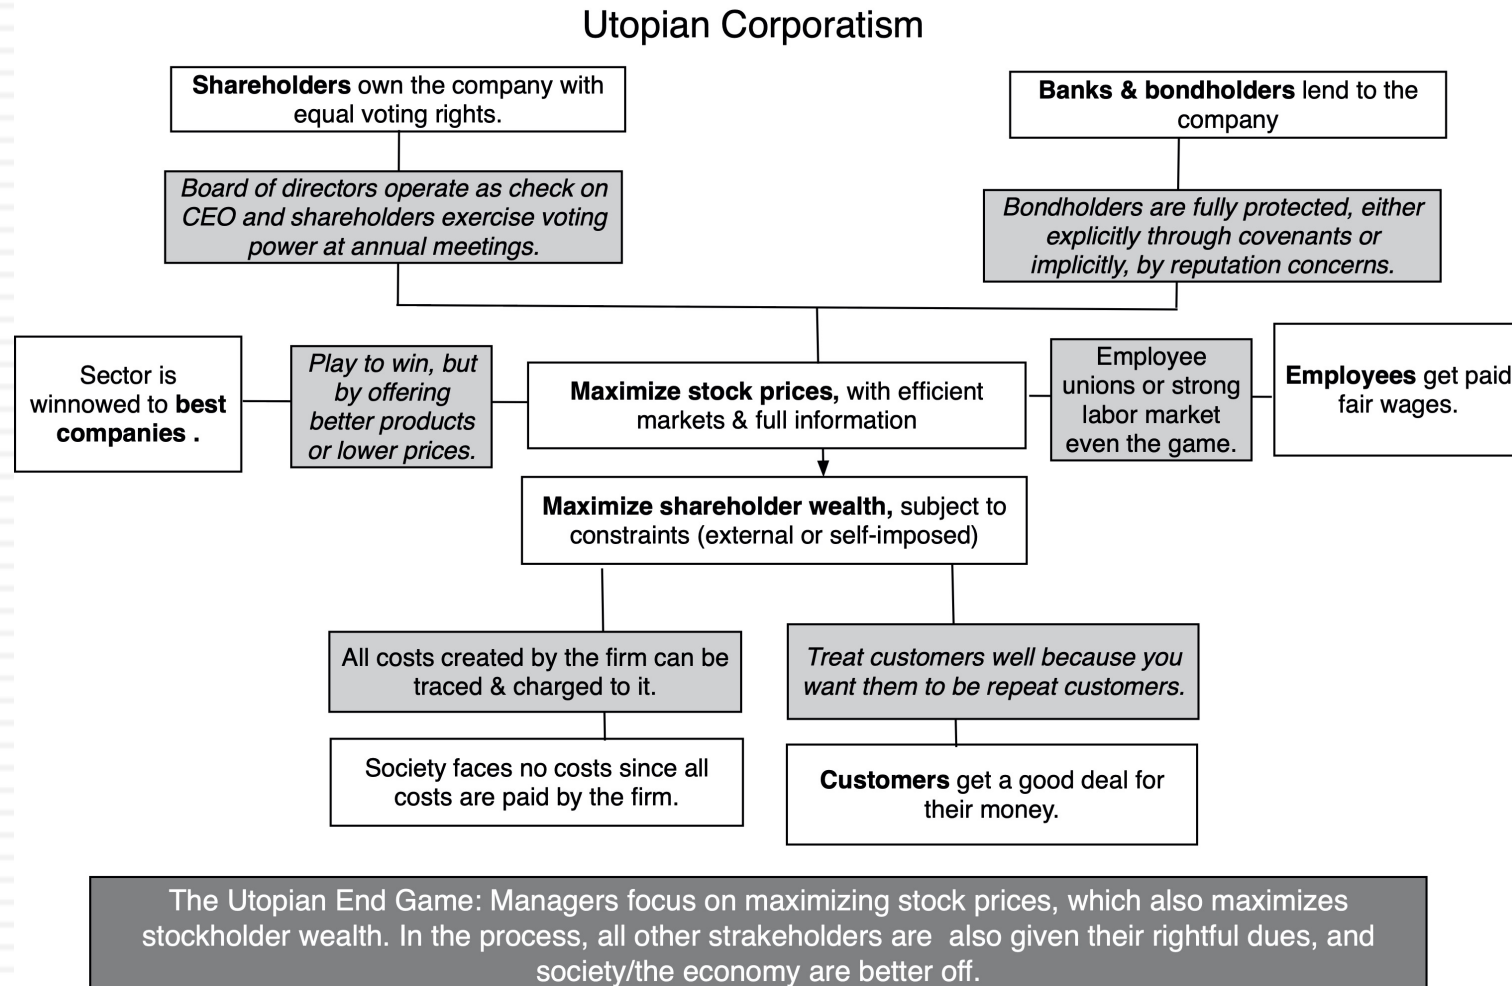 Utopian Corporatism
Shareholders own the company with
equal voting rights.
Banks & bondholders lend to the
company
Board of directors operate as check on
CEO and shareholders exercise voting
power at annual meetings.
Bondholders are fully protected, either
explicitly through covenants or
implicitly, by reputation concerns.
Sector is
winnowed to best
companies .
Play to win, but
by offering
better products
or lower prices.
Maximize stock prices, with efficient
markets & full information
Employee
unions or strong
labor market
even the game.
Employees get paid
fair wages.
Maximize shareholder wealth, subject to
constraints (external or self-imposed)
All costs created by the firm can be
traced & charged to it.
Treat customers well because you
want them to be repeat customers.
Society faces no costs since all
costs are paid by the firm.
Customers get a good deal for
their money.
The Utopian End Game: Managers focus on maximizing stock prices, which also maximizes
stockholder wealth. In the process, all other strakeholders are  also given their rightful dues, and
society/the economy are better off.